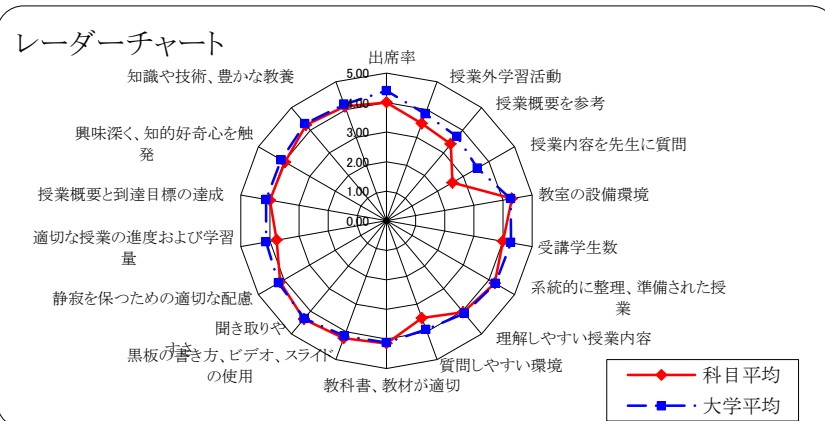 レーダーチャート
出席率
授業外学習活動
授業概要を参考
授業内容を先生に質問
教室の設備環境
受講学生数
系統的に整理、準備された授
業
理解しやすい授業内容
質問しやすい環境
教科書、教材が適切
黒板の書き方、ビデオ、スライド
の使用
聞き取りや
すさ
静寂を保つための適切な配慮
適切な授業の進度および学習
量
授業概要と到達目標の達成
興味深く、知的好奇心を触
発
知識や技術、豊かな教養
5.00
4.00
3.00
2.00
1.00
0.00
科目平均
大学平均